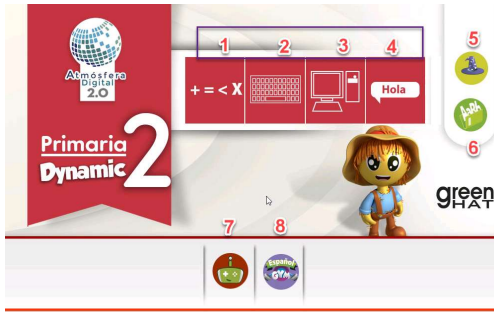 1 2 3 4
5
Atmósfera
Digital
2.0
+ = < X
Hola
6
Primaria
Dynamic 2
green
HAT
7 8
Español
GYM